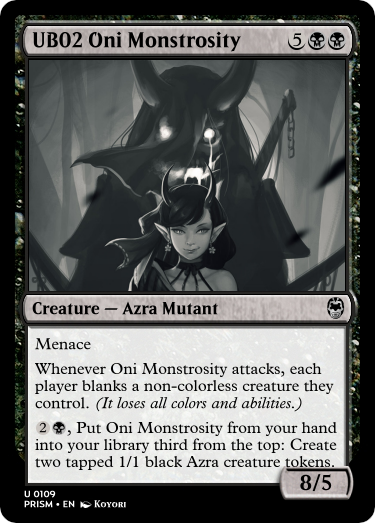 UB02 Oni Monstrosity 5
Creature — Azra Mutant
Menace
Whenever Oni Monstrosity attacks, each
player blanks a non-colorless creature they
control. (It loses all colors and abilities.)
2, Put Oni Monstrosity from your hand
into your library third from the top: Create
two tapped 1/1 black Azra creature tokens.
8/5
U 0109
PRISM • EN Koyori